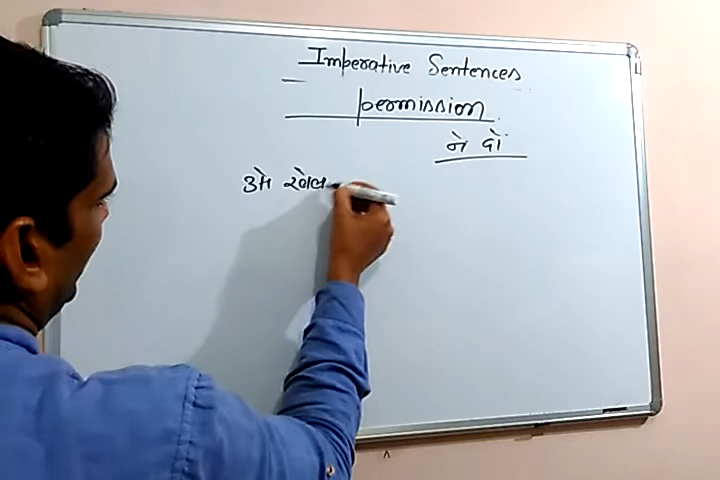 Imperative Sentences
permission
ने दो
उसे खेल